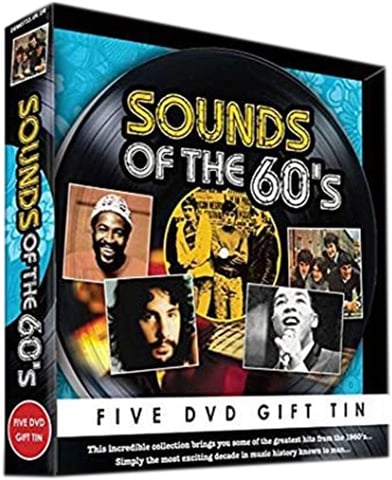 SOUNDS
OF THE 60's
FIVE DVD GIFT TIN
This incredible collection brings you some of the greatest hits from the 1960's...
Simply the most exciting decade in music history known to man...
SOUNDS OF THE 60's
FIVE DVD
GIFT TIN